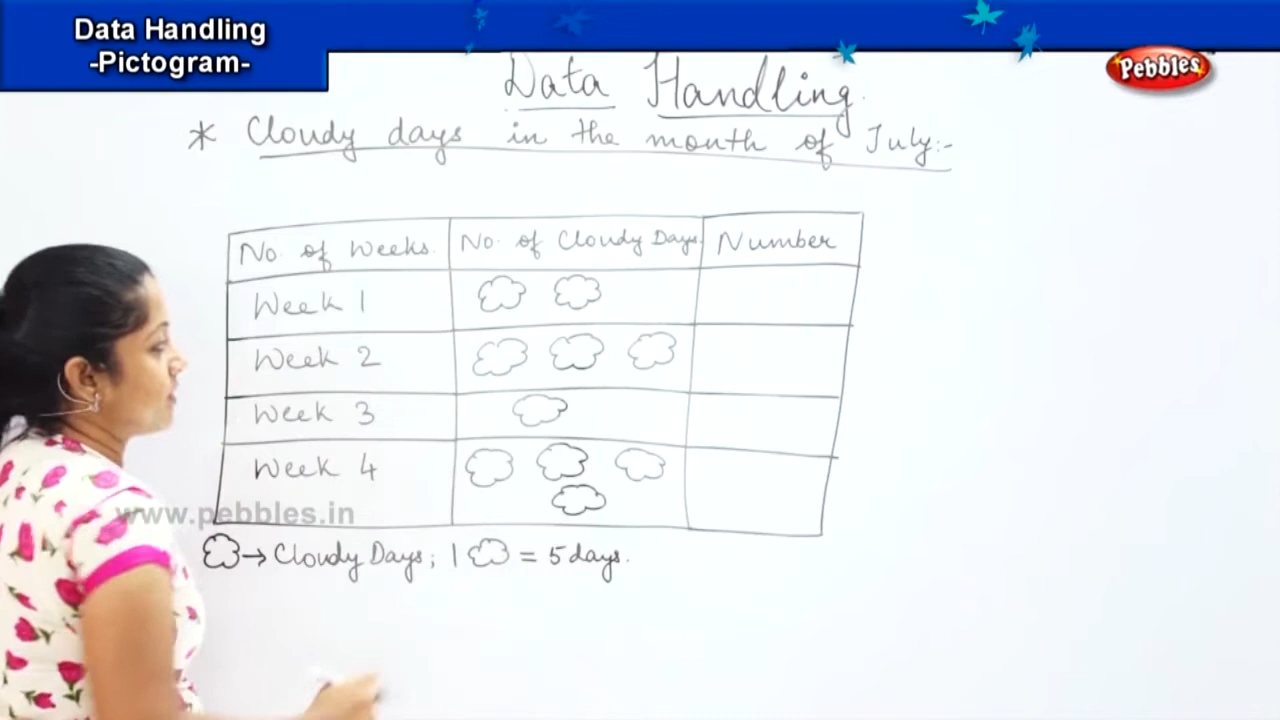 Data Handling
-Pictogram-
Pebbles
Data Handling
* Cloudy days in the month of July:-
No. of Weeks. No. of Cloudy Days. Number
Week 1
Week 2
Week 3
Week 4
www.pebbles.in
→ Cloudy Days; 1 = 5 days.